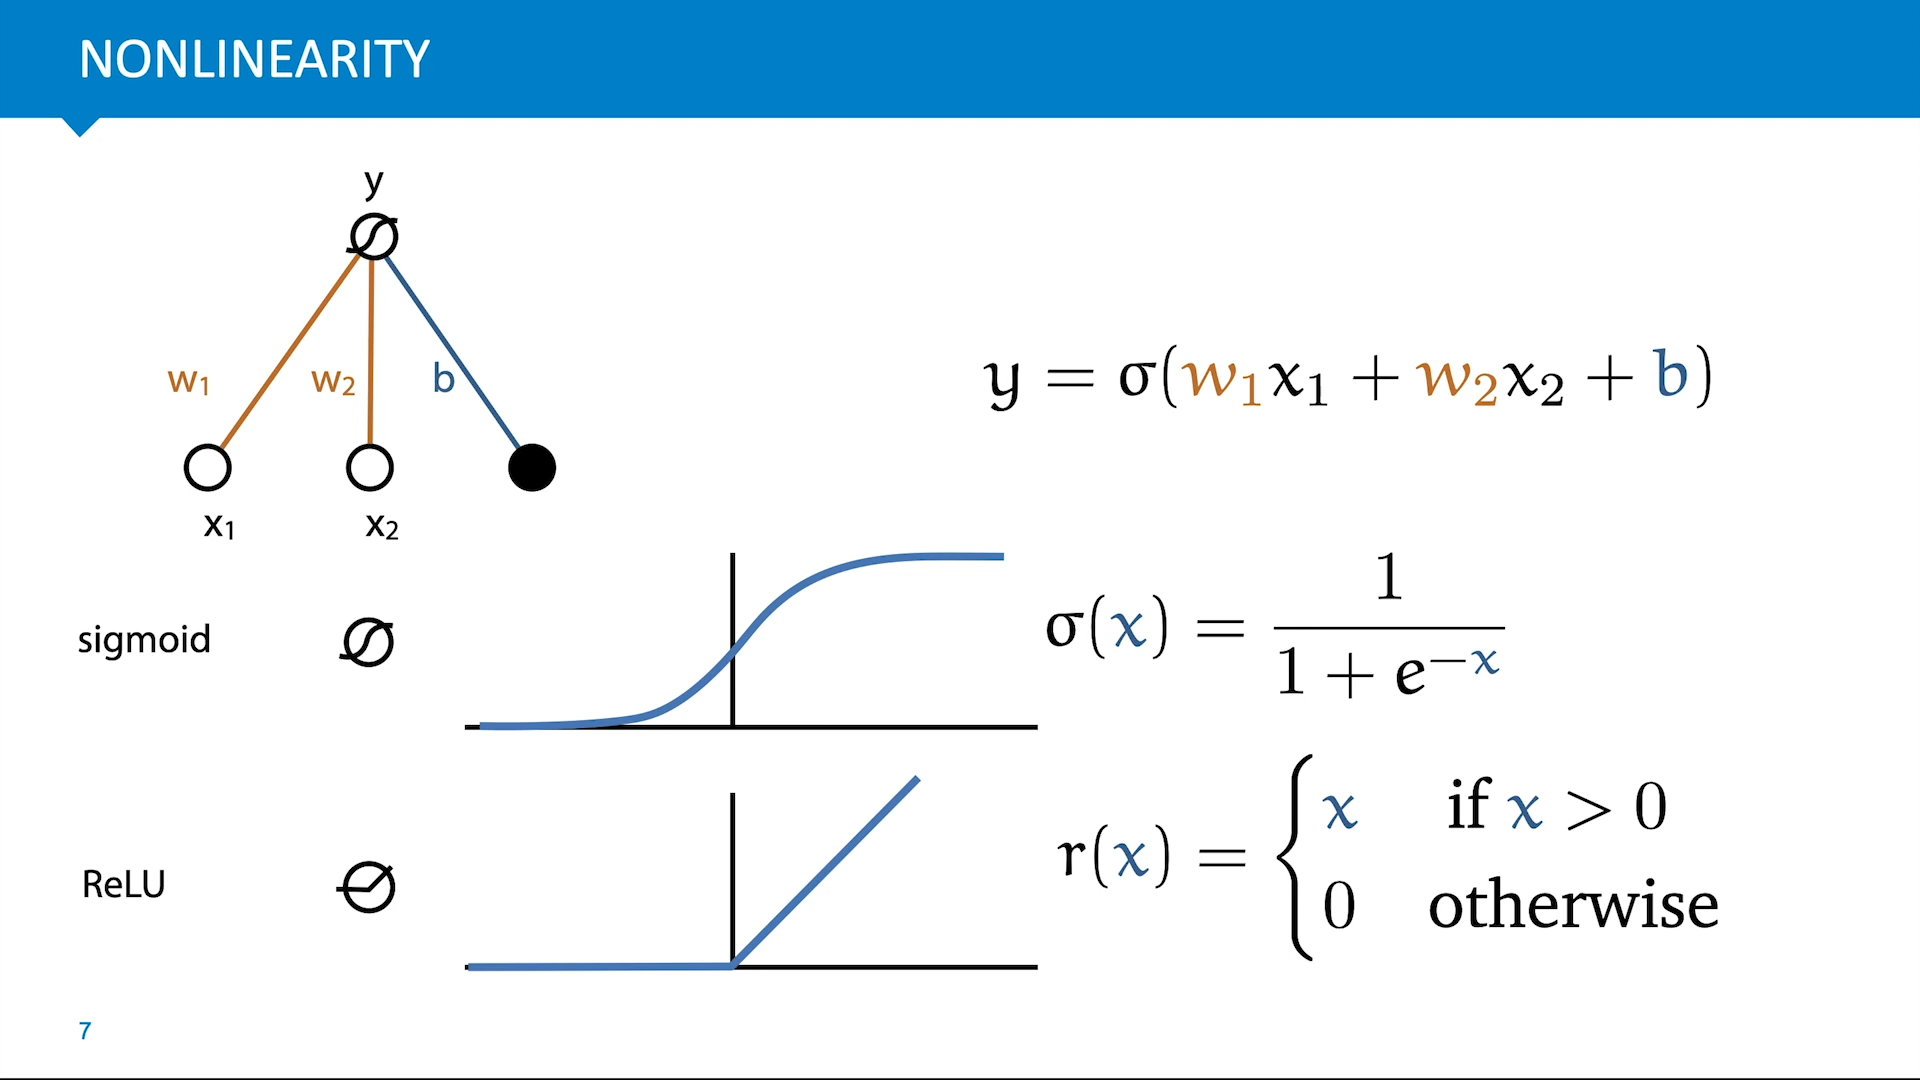 NONLINEARITY
y
w₁ w₂ b
x₁ x₂
y = σ(w₁x₁ + w₂x₂ + b)
sigmoid
σ(x) = 1 / (1 + e^{−x})
ReLU
r(x) = { x if x > 0
0 otherwise
7